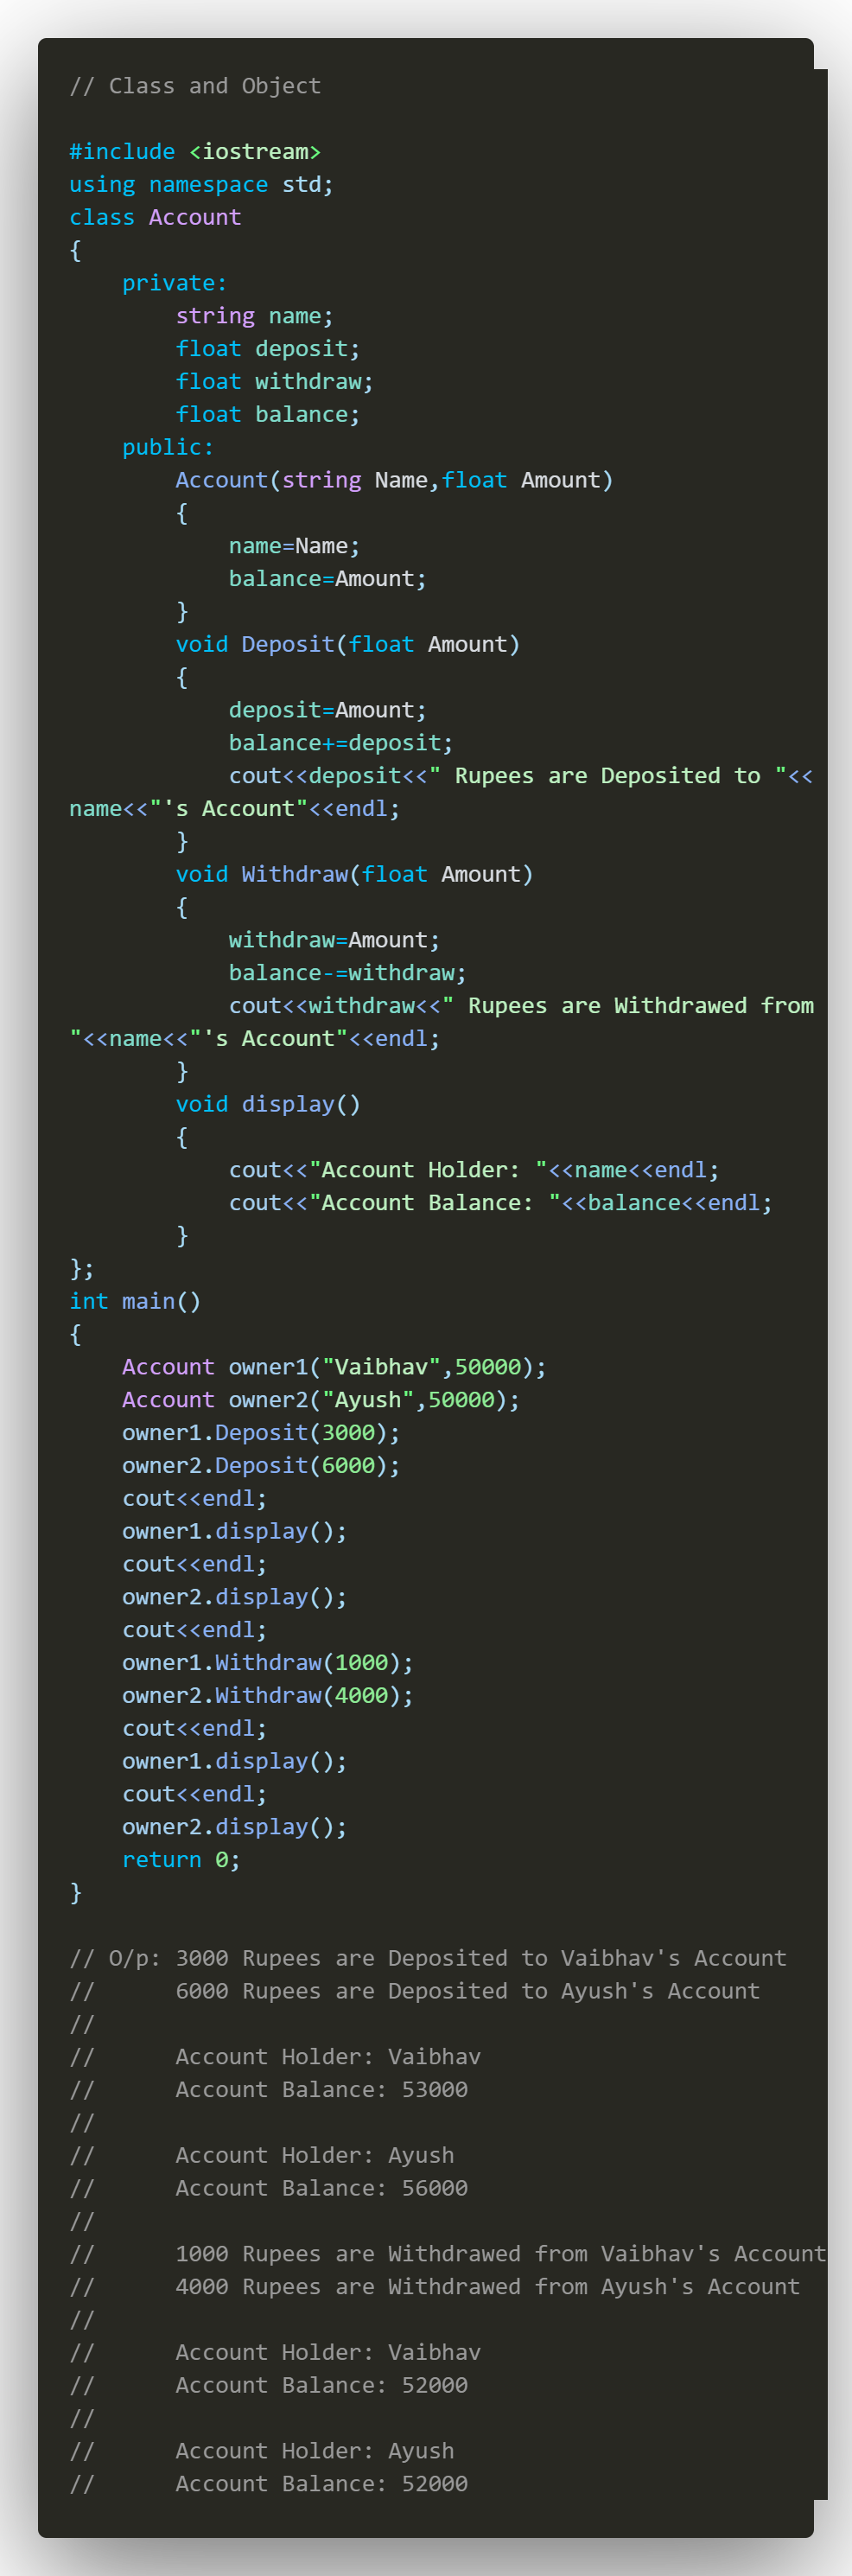 // Class and Object

#include <iostream>
using namespace std;
class Account
{
    private:
        string name;
        float deposit;
        float withdraw;
        float balance;
    public:
        Account(string Name,float Amount)
        {
            name=Name;
            balance=Amount;
        }
        void Deposit(float Amount)
        {
            deposit=Amount;
            balance+=deposit;
            cout<<deposit<<" Rupees are Deposited to "<<
name<<"'s Account"<<endl;
        }
        void Withdraw(float Amount)
        {
            withdraw=Amount;
            balance-=withdraw;
            cout<<withdraw<<" Rupees are Withdrawed from
"<<name<<"'s Account"<<endl;
        }
        void display()
        {
            cout<<"Account Holder: "<<name<<endl;
            cout<<"Account Balance: "<<balance<<endl;
        }
};
int main()
{
    Account owner1("Vaibhav",50000);
    Account owner2("Ayush",50000);
    owner1.Deposit(3000);
    owner2.Deposit(6000);
    cout<<endl;
    owner1.display();
    cout<<endl;
    owner2.display();
    cout<<endl;
    owner1.Withdraw(1000);
    owner2.Withdraw(4000);
    cout<<endl;
    owner1.display();
    cout<<endl;
    owner2.display();
    return 0;
}

// O/p: 3000 Rupees are Deposited to Vaibhav's Account
//      6000 Rupees are Deposited to Ayush's Account
//
//      Account Holder: Vaibhav
//      Account Balance: 53000
//
//      Account Holder: Ayush
//      Account Balance: 56000
//
//      1000 Rupees are Withdrawed from Vaibhav's Account
//      4000 Rupees are Withdrawed from Ayush's Account
//
//      Account Holder: Vaibhav
//      Account Balance: 52000
//
//      Account Holder: Ayush
//      Account Balance: 52000